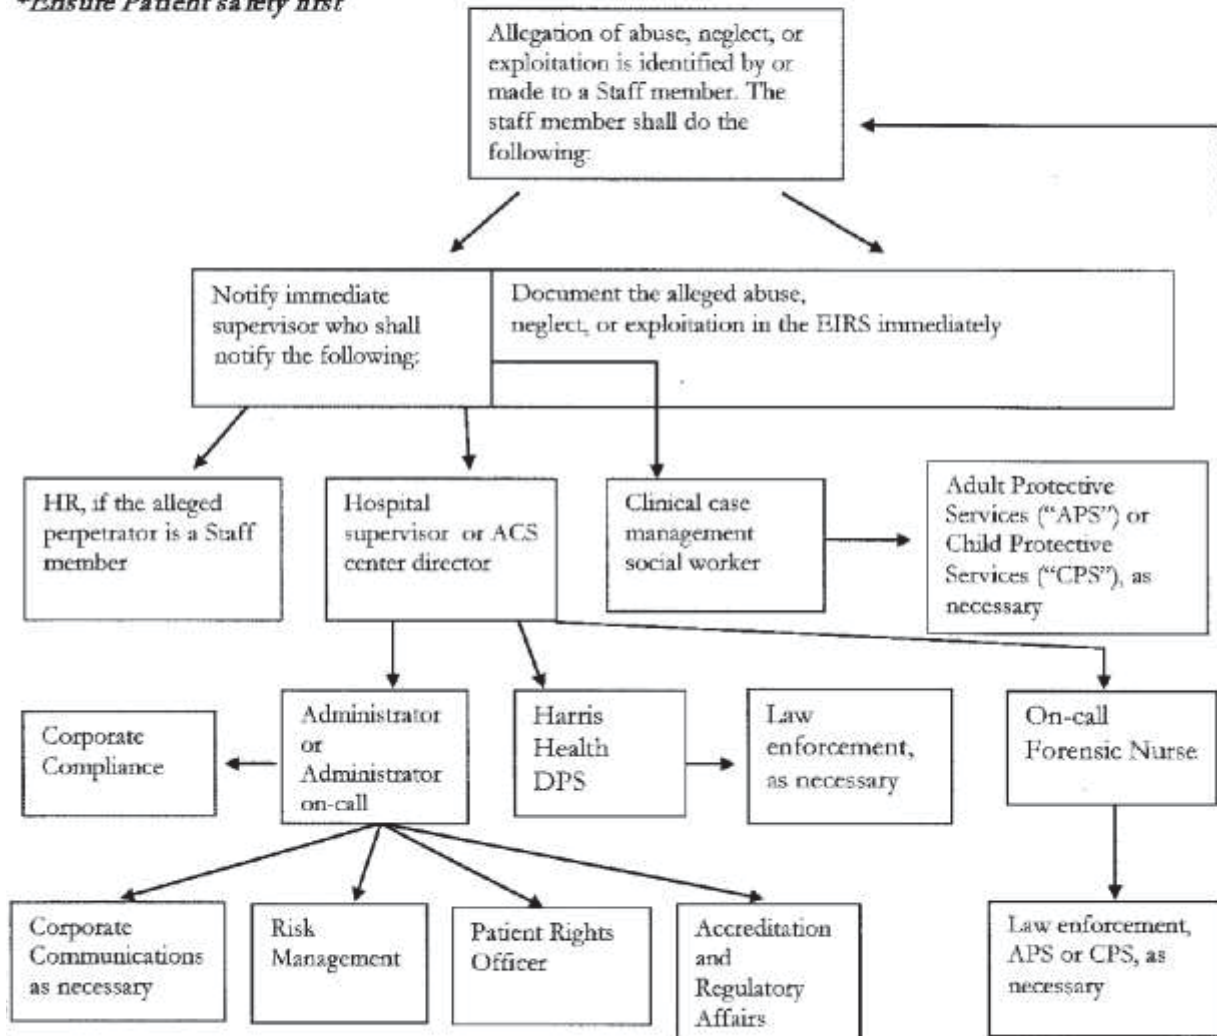 *Ensure Patient safety first
Allegation of abuse, neglect, or
exploitation is identified by or
made to a Staff member. The
staff member shall do the
following:
Notify immediate
supervisor who shall
notify the following:
Document the alleged abuse,
neglect, or exploitation in the EIRS immediately
HR, if the alleged
perpetrator is a Staff
member
Hospital
supervisor or ACS
center director
Clinical case
management
social worker
Adult Protective
Services (“APS”) or
Child Protective
Services (“CPS”), as
necessary
Corporate
Compliance
Administrator
or
Administrator
on-call
Harris
Health
DPS
Law
enforcement,
as necessary
On-call
Forensic Nurse
Corporate
Communications
as necessary
Risk
Management
Patient Rights
Officer
Accreditation
and
Regulatory
Affairs
Law enforcement,
APS or CPS, as
necessary